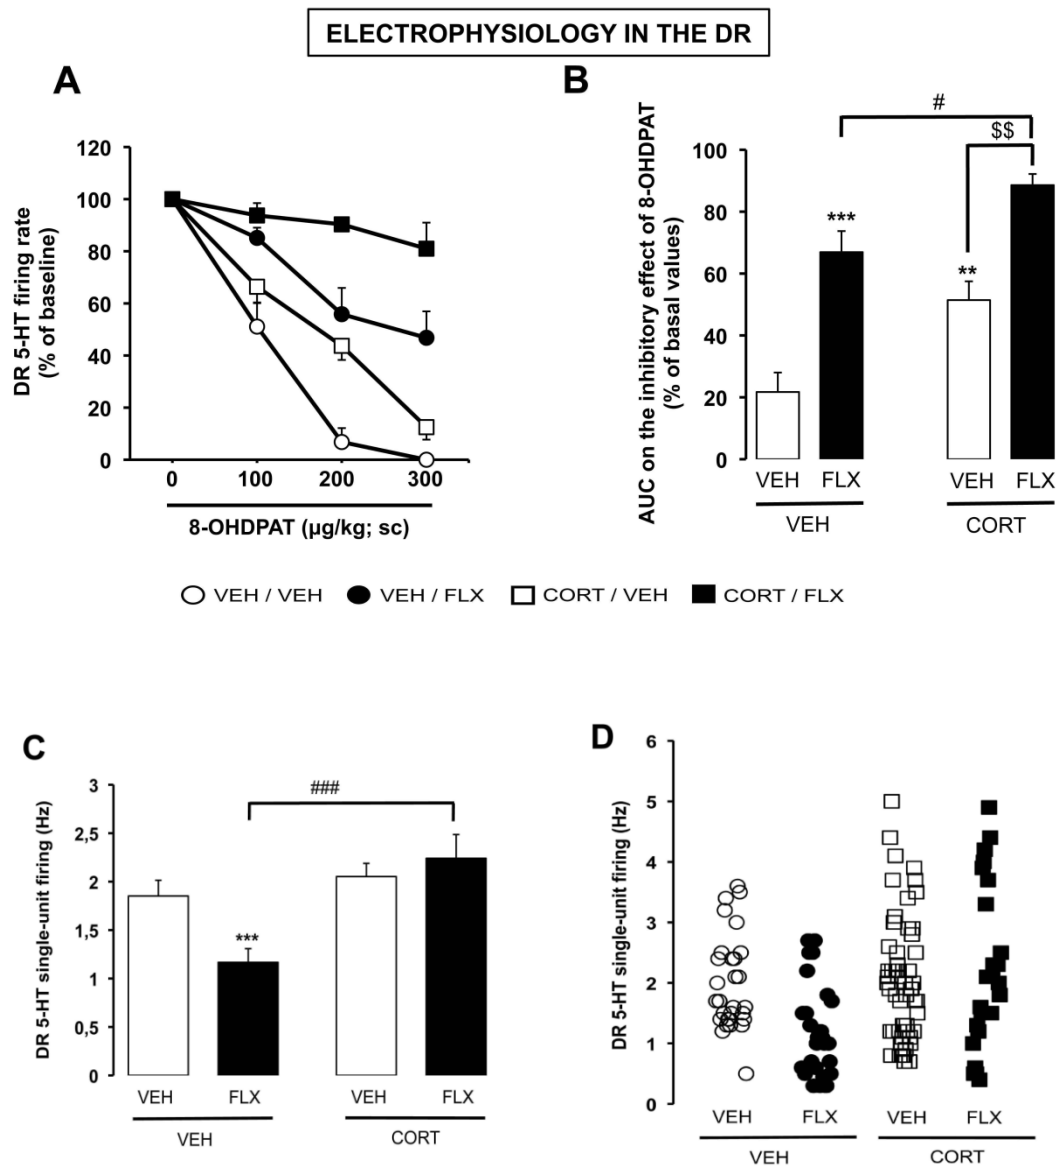 ELECTROPHYSIOLOGY IN THE DR
A
DR 5-HT firing rate
(% of baseline)
120
100
80
60
40
20
0
0 100 200 300
8-OHDPAT (µg/kg; sc)
B
AUC on the inhibitory effect of 8-OHDPAT
(% of basal values)
100
80
60
40
20
0
#
$$
***
**
VEH FLX VEH FLX
VEH CORT
VEH / VEH VEH / FLX CORT / VEH CORT / FLX
C
DR 5-HT single-unit firing (Hz)
3
2,5
2
1,5
1
0,5
0
###
***
VEH FLX VEH FLX
VEH CORT
D
DR 5-HT single-unit firing (Hz)
6
5
4
3
2
1
0
VEH FLX VEH FLX
VEH CORT